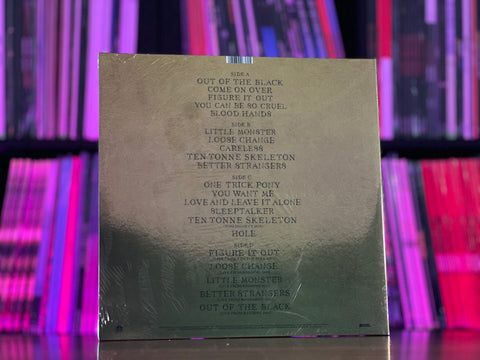 SIDE A
OUT OF THE BLACK
COME ON OVER
FIGURE IT OUT
YOU CAN BE SO CRUEL
BLOOD HANDS
SIDE B
LITTLE MONSTER
LOOSE CHANGE
CARELESS
TEN TONNE SKELETON
BETTER STRANGERS
SIDE C
ONE TRICK PONY
YOU WANT ME
LOVE AND LEAVE IT ALONE
SLEEPTALKER
TEN TONNE SKELETON
HOLE
SIDE D
FIGURE IT OUT
LOOSE CHANGE
LITTLE MONSTER
BETTER STRANGERS
OUT OF THE BLACK